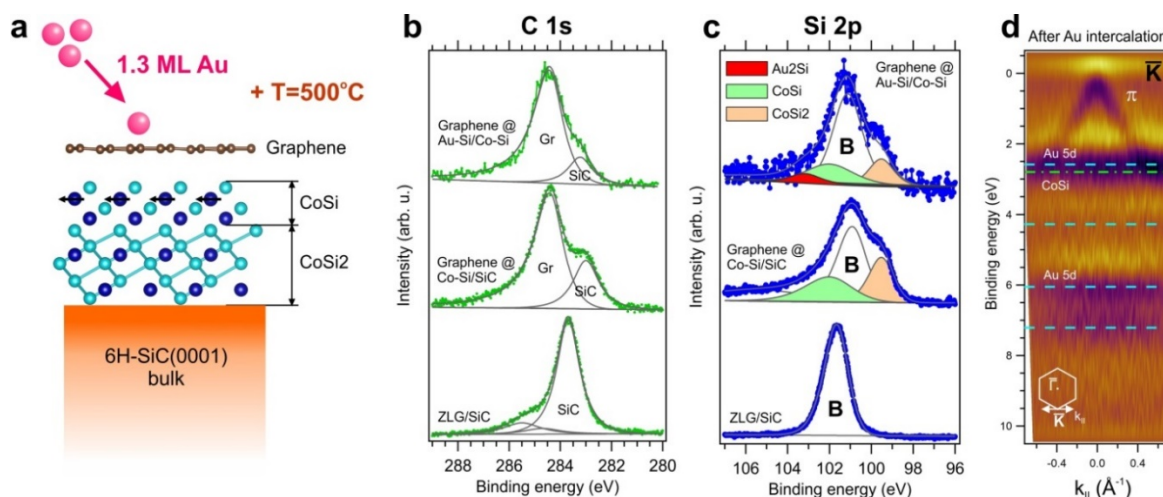 a
1.3 ML Au
+ T=500°C
Graphene
CoSi
CoSi2
6H-SiC(0001)
bulk
b
C 1s
Graphene @
Au-Si/Co-Si
Gr
SiC
Graphene @
Co-Si/SiC
Gr
SiC
ZLG/SiC
SiC
Intensity (arb. u.)
288 286 284 283 280
Binding energy (eV)
c
Si 2p
Au2Si
CoSi
CoSi2
Graphene @
Au-Si/Co-Si
B
Graphene @
Co-Si/SiC
B
ZLG/SiC
B
Intensity (arb. u.)
106 104 102 100 98 96
Binding energy (eV)
d
After Au intercalation
K̅
π
Au 5d
CoSi
Au 5d
Γ̅
K̅
k||
0
2
3
4
6
8
10
Binding energy (eV)
-0.4 0.0 0.4
k|| (Å⁻¹)